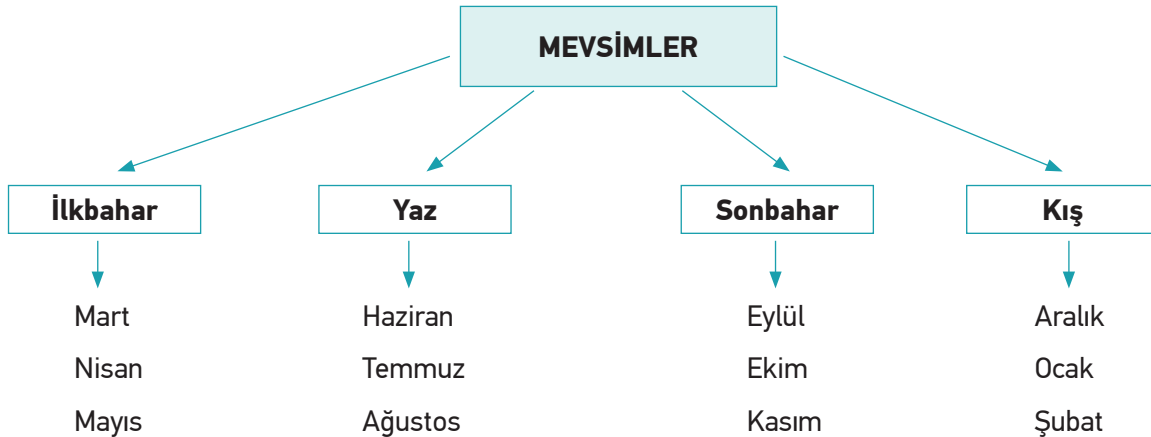 MEVSİMLER
İlkbahar
Mart
Nisan
Mayıs
Yaz
Haziran
Temmuz
Ağustos
Sonbahar
Eylül
Ekim
Kasım
Kış
Aralık
Ocak
Şubat